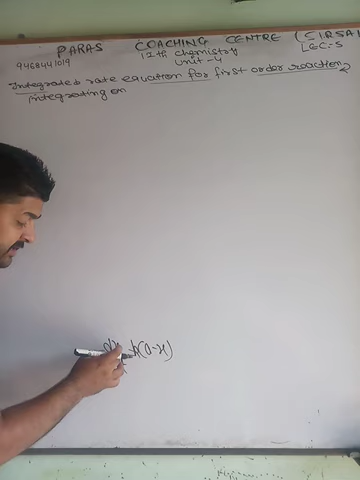 PARAS COACHING CENTRE (SIRSA)
9468441019 12th chemistry LEC:5
Unit-4
Integrated rate equation for first order reaction
integrating on
k(a-x)